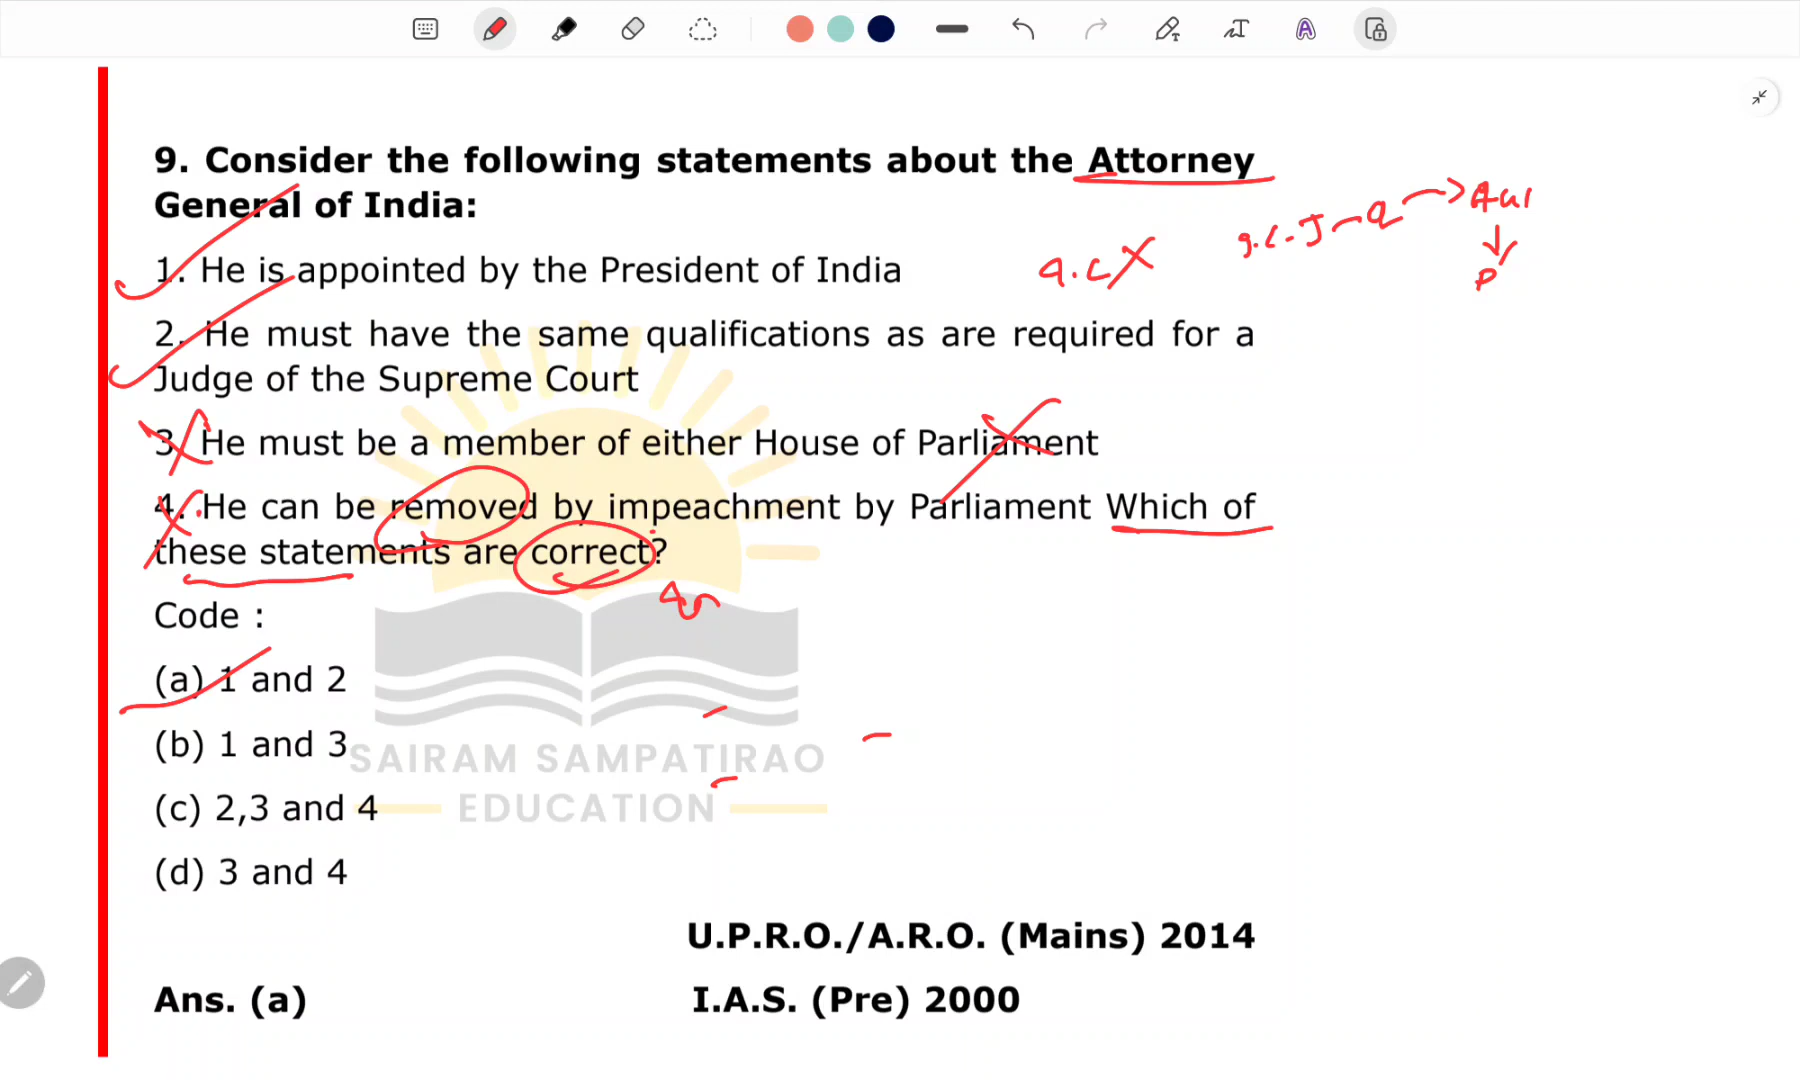 9. Consider the following statements about the Attorney
General of India:
1. He is appointed by the President of India
2. He must have the same qualifications as are required for a
Judge of the Supreme Court
3. He must be a member of either House of Parliament
4. He can be removed by impeachment by Parliament Which of
these statements are correct?
Code :
(a) 1 and 2
(b) 1 and 3
(c) 2,3 and 4
(d) 3 and 4
SAIRAM SAMPATIRAO
EDUCATION
U.P.R.O./A.R.O. (Mains) 2014
Ans. (a) I.A.S. (Pre) 2000